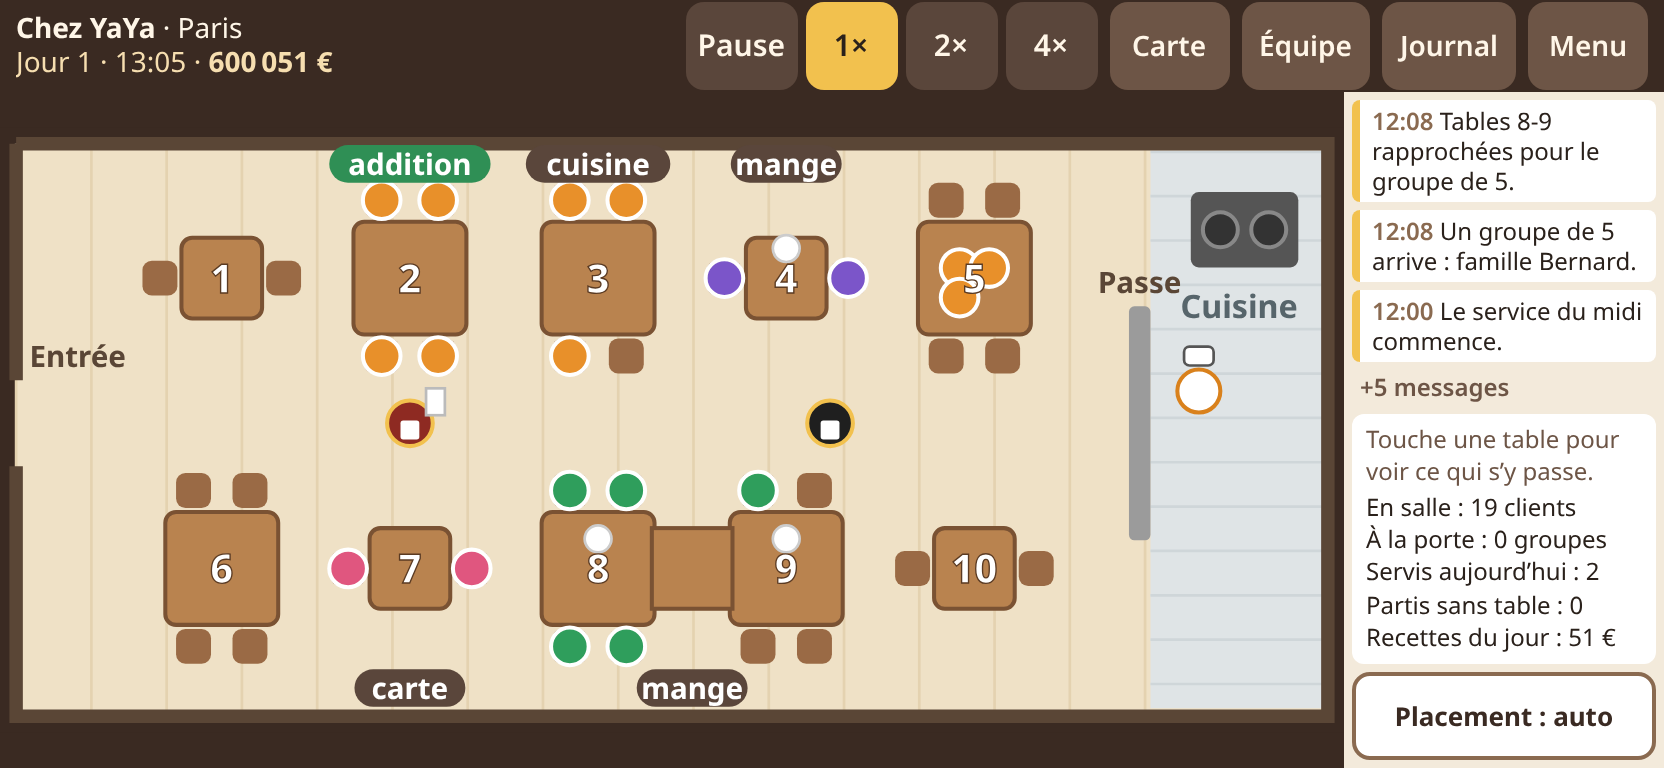 Chez YaYa · Paris
Jour 1 · 13:05 · 600 051 €
Pause
1×
2×
4×
Carte
Équipe
Journal
Menu
addition
cuisine
mange
1
2
3
4
5
Passe
Cuisine
Entrée
6
7
8
9
10
carte
mange
12:08 Tables 8-9
rapprochées pour le
groupe de 5.
12:08 Un groupe de 5
arrive : famille Bernard.
12:00 Le service du midi
commence.
+5 messages
Touche une table pour
voir ce qui s’y passe.
En salle : 19 clients
À la porte : 0 groupes
Servis aujourd’hui : 2
Partis sans table : 0
Recettes du jour : 51 €
Placement : auto